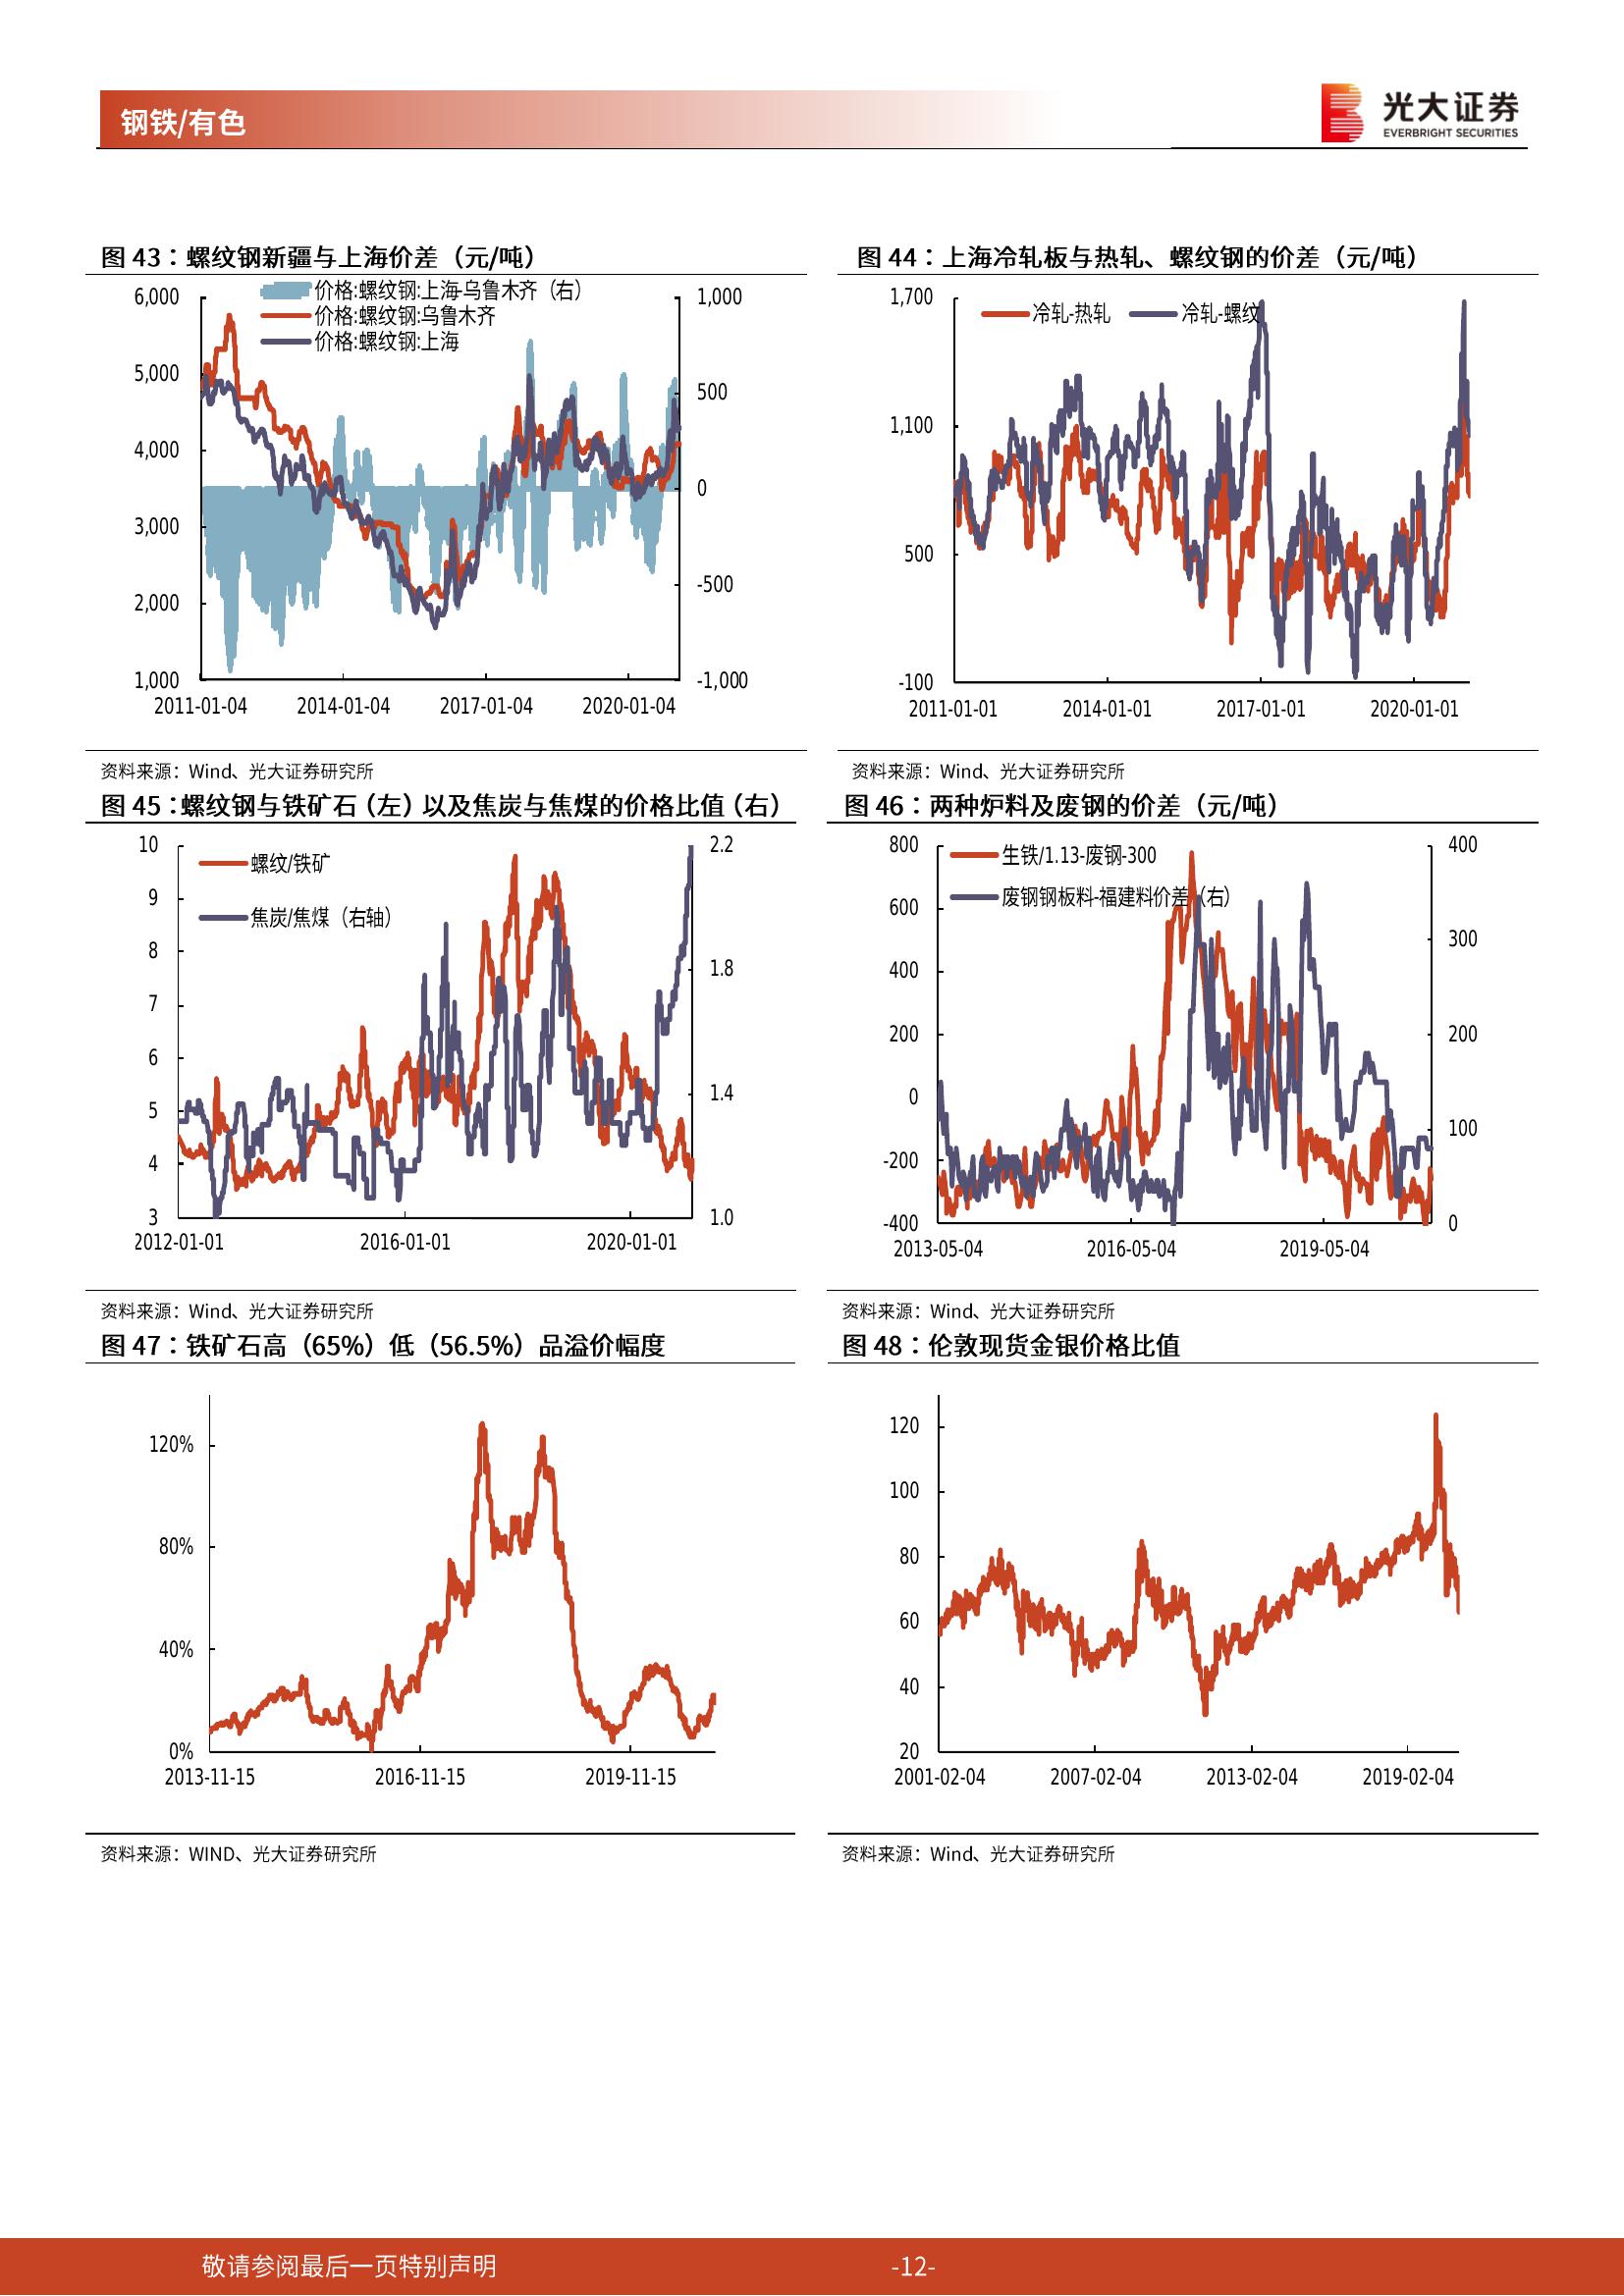 钢铁/有色
光大证券
EVERBRIGHT SECURITIES
图 43：螺纹钢新疆与上海价差（元/吨）
价格:螺纹钢:上海-乌鲁木齐（右）
价格:螺纹钢:乌鲁木齐
价格:螺纹钢:上海
6,000
5,000
4,000
3,000
2,000
1,000
1,000
500
0
-500
-1,000
2011-01-04 2014-01-04 2017-01-04 2020-01-04
资料来源：Wind、光大证券研究所
图 44：上海冷轧板与热轧、螺纹钢的价差（元/吨）
冷轧-热轧 冷轧-螺纹
1,700
1,100
500
-100
2011-01-01 2014-01-01 2017-01-01 2020-01-01
资料来源：Wind、光大证券研究所
图 45：螺纹钢与铁矿石（左）以及焦炭与焦煤的价格比值（右）
螺纹/铁矿
焦炭/焦煤（右轴）
10
9
8
7
6
5
4
3
2.2
1.8
1.4
1.0
2012-01-01 2016-01-01 2020-01-01
资料来源：Wind、光大证券研究所
图 46：两种炉料及废钢的价差（元/吨）
生铁/1.13-废钢-300
废钢钢板料-福建料价差（右）
800
600
400
200
0
-200
-400
400
300
200
100
0
2013-05-04 2016-05-04 2019-05-04
资料来源：Wind、光大证券研究所
图 47：铁矿石高（65%）低（56.5%）品溢价幅度
120%
80%
40%
0%
2013-11-15 2016-11-15 2019-11-15
资料来源：WIND、光大证券研究所
图 48：伦敦现货金银价格比值
120
100
80
60
40
20
2001-02-04 2007-02-04 2013-02-04 2019-02-04
资料来源：Wind、光大证券研究所
敬请参阅最后一页特别声明
-12-